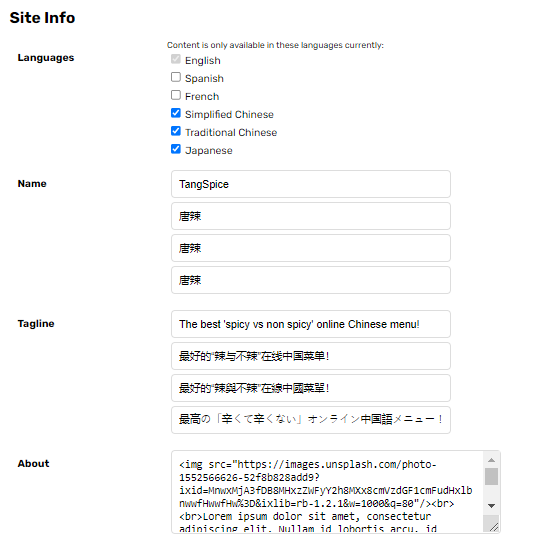 Site Info
Languages
Content is only available in these languages currently:
English
Spanish
French
Simplified Chinese
Traditional Chinese
Japanese
Name
TangSpice
唐辣
唐辣
唐辣
Tagline
The best 'spicy vs non spicy' online Chinese menu!
最好的“辣与不辣”在线中国菜单！
最好的“辣與不辣”在線中國菜單！
最高の「辛くて辛くない」オンライン中国語メニュー！
About
<img src="https://images.unsplash.com/photo-
1552566626-52f8b828add9?
ixid=MnwxMjA3fDB8MHxzZWFyY2h8MXx8cmVzdGF1cmFudHxlb
nwwfHwwfHw%3D&ixlib=rb-1.2.1&w=1000&q=80"/><br>
<br>Lorem ipsum dolor sit amet, consectetur
adipiscing elit. Nullam id lobortis arcu, id